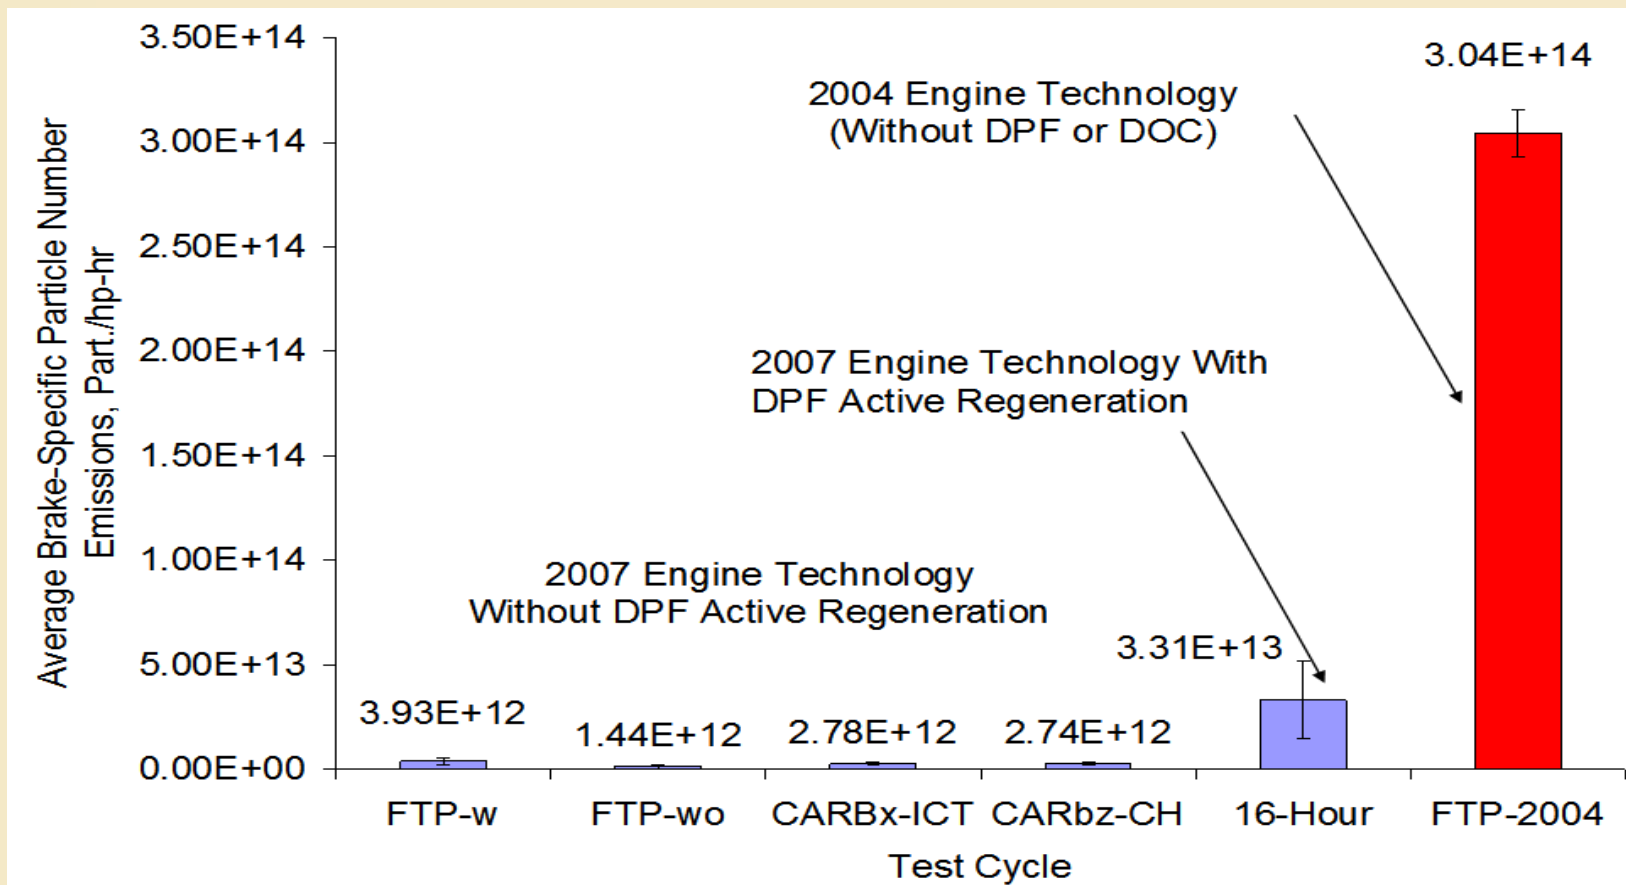 3.50E+14
3.00E+14
2.50E+14
2.00E+14
1.50E+14
1.00E+14
5.00E+13
0.00E+00
Average Brake-Specific Particle Number
Emissions, Part./hp-hr
3.04E+14
2004 Engine Technology
(Without DPF or DOC)
2007 Engine Technology With
DPF Active Regeneration
2007 Engine Technology
Without DPF Active Regeneration
3.93E+12
1.44E+12
2.78E+12
2.74E+12
3.31E+13
FTP-w
FTP-wo
CARBx-ICT
CARbz-CH
16-Hour
FTP-2004
Test Cycle